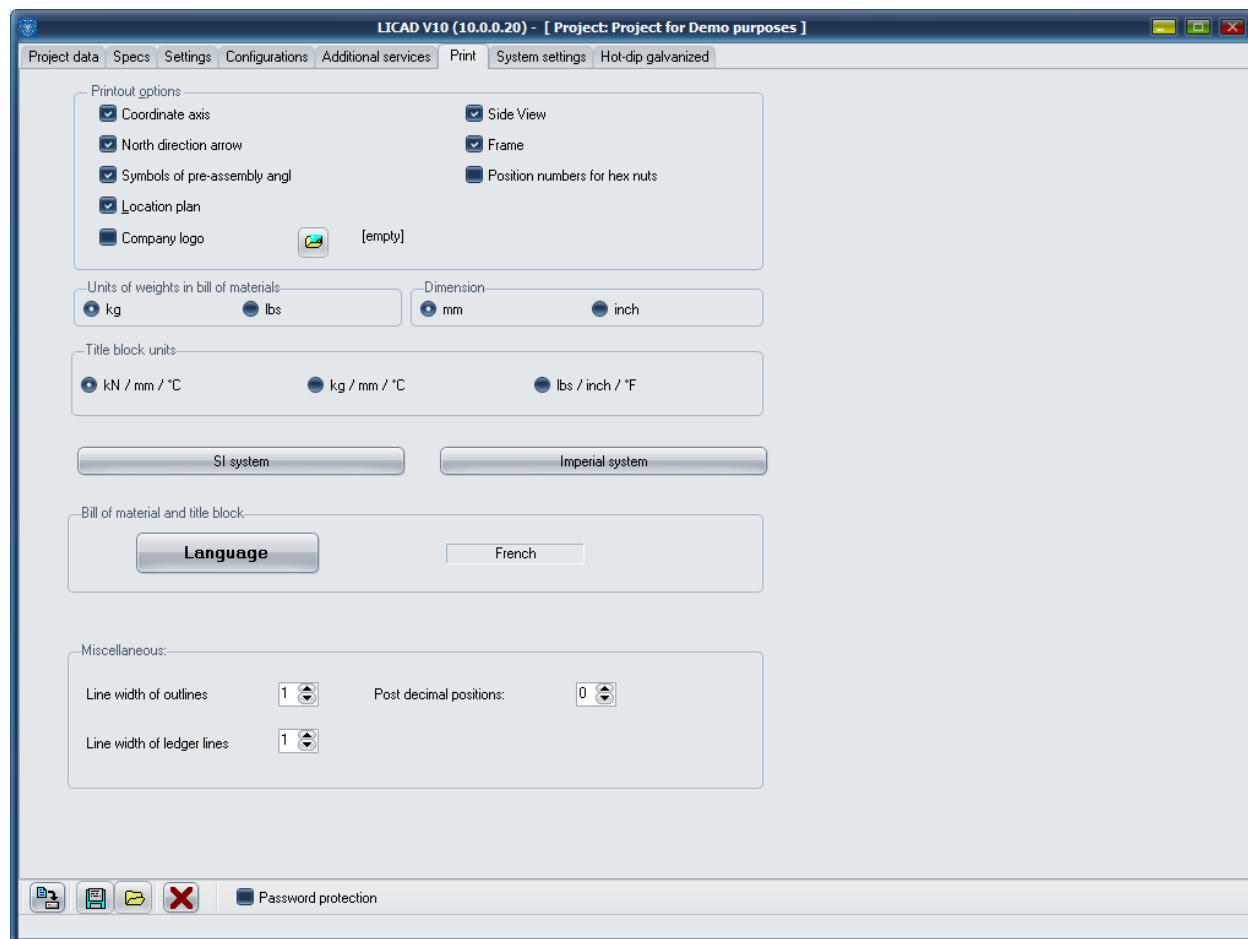 LICAD V10 (10.0.0.20) - [ Project: Project for Demo purposes ]
Project data Specs Settings Configurations Additional services Print System settings Hot-dip galvanized
Printout options
Coordinate axis Side View
North direction arrow Frame
Symbols of pre-assembly angl Position numbers for hex nuts
Location plan
Company logo [empty]
Units of weights in bill of materials Dimension
kg lbs mm inch
Title block units
kN / mm / °C kg / mm / °C lbs / inch / °F
SI system Imperial system
Bill of material and title block
Language French
Miscellaneous:
Line width of outlines 1 Post decimal positions: 0
Line width of ledger lines 1
Password protection